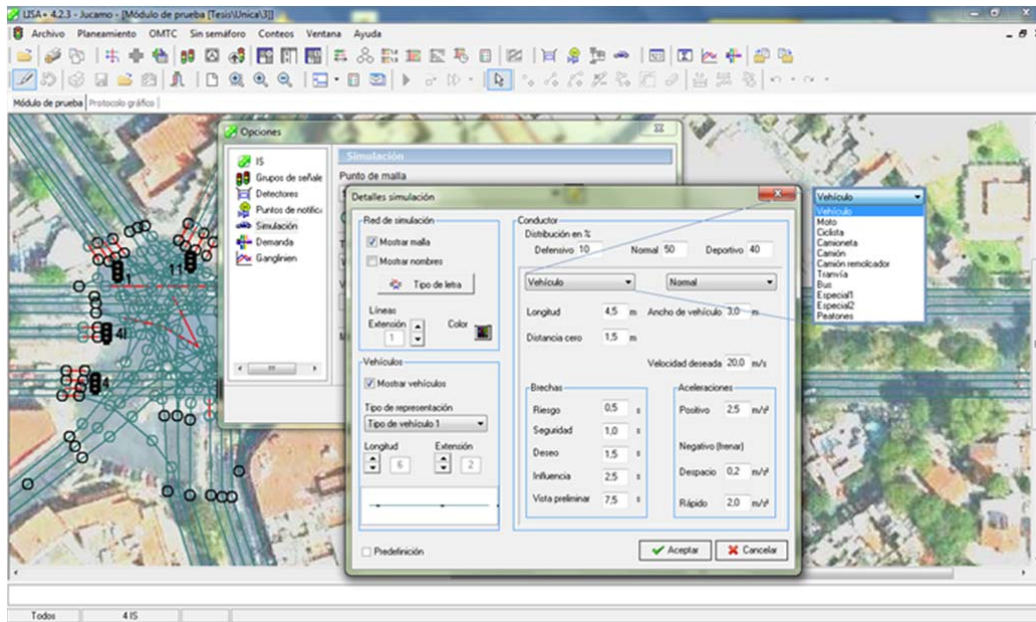 LISA+ 4.2.3 - Jucamo - [Módulo de prueba [Tesis\Unica\3]]
Archivo Planeamiento OMTC Sin semáforo Conteos Ventana Ayuda
Módulo de prueba Protocolo gráfico
Opciones
IS
Grupos de señale
Detectores
Puntos de notific
Simulación
Demanda
Ganglinien
Simulación
Punto de malla
Detalles simulación
Red de simulación
Mostrar malla
Mostrar nombres
Tipo de letra
Líneas
Extensión
1
Color
Vehículos
Mostrar vehículos
Tipo de representación
Tipo de vehículo 1
Longitud Extensión
6 2
Predefinición
Conductor
Distribución en %
Defensivo 10 Normal 50 Deportivo 40
Vehículo Normal
Longitud 4,5 m Ancho de vehículo 3,0 m
Distancia cero 1,5 m
Velocidad deseada 20,0 m/s
Brechas
Riesgo 0,5 s
Seguridad 1,0 s
Deseo 1,5 s
Influencia 2,5 s
Vista preliminar 7,5 s
Aceleraciones
Positivo 2,5 m/s²
Negativo (frenar)
Despacio 0,2 m/s²
Rápido 2,0 m/s²
Aceptar Cancelar
Vehículo
Vehículo
Moto
Ciclista
Camioneta
Camión
Camión remolcador
Tranvía
Bus
Especial1
Especial2
Peatones
1
11
41
4
Todos 4 IS